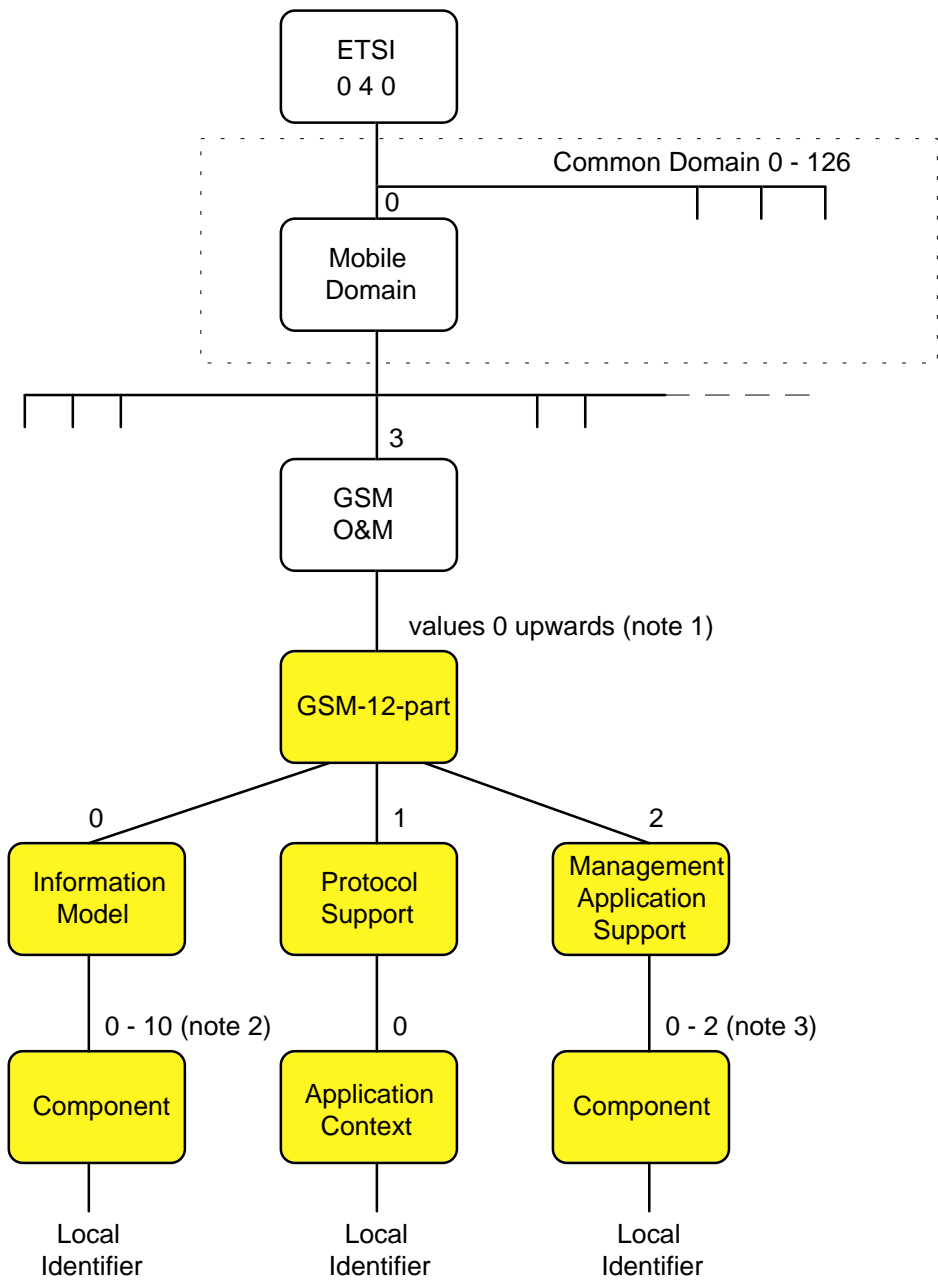 ETSI
0 4 0
Common Domain 0 - 126
0
Mobile
Domain
3
GSM
O&M
values 0 upwards (note 1)
GSM-12-part
0
1
2
Information
Model
Protocol
Support
Management
Application
Support
0 - 10 (note 2)
0
0 - 2 (note 3)
Component
Application
Context
Component
Local
Identifier
Local
Identifier
Local
Identifier